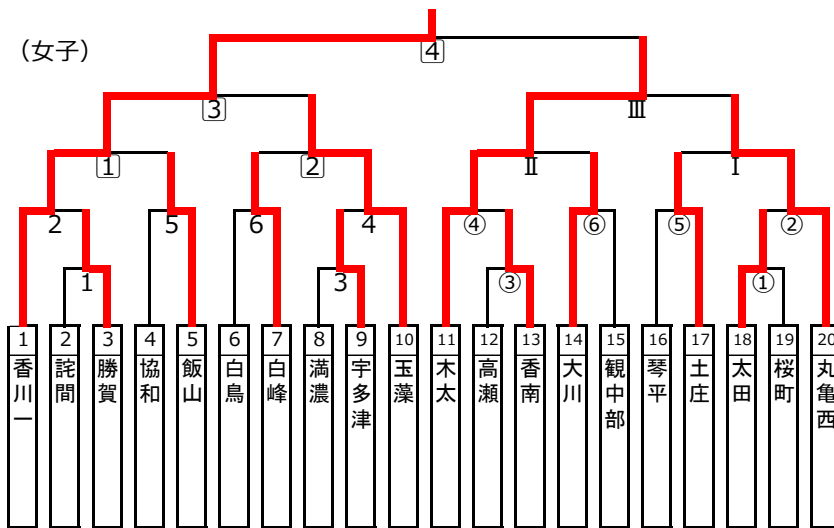 4
（女子）
3
Ⅲ
1
2
Ⅱ
Ⅰ
2
5
6
4
④
⑥
⑤
②
1
3
③
①
1 2 3 4 5 6 7 8 9 10 11 12 13 14 15 16 17 18 19 20
香川一
詫間
勝賀
協和
飯山
白鳥
白峰
満濃
宇多津
玉藻
木太
高瀬
香南
大川
観中部
琴平
土庄
太田
桜町
丸亀西